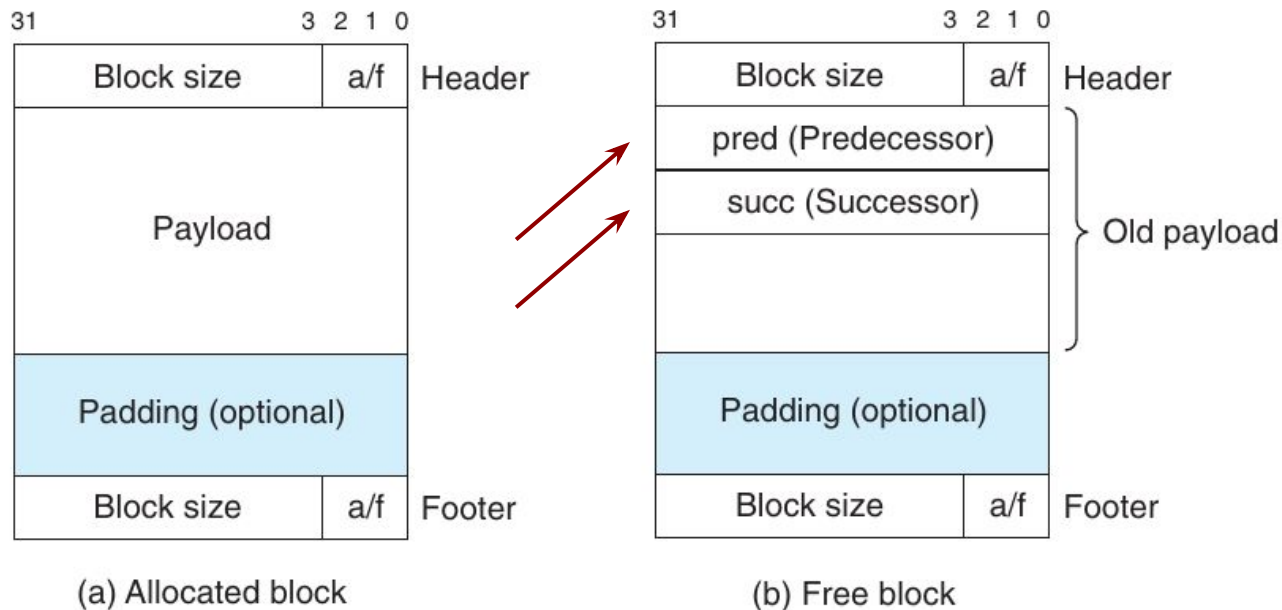 31 3 2 1 0
Block size a/f Header
Payload
Padding (optional)
Block size a/f Footer
(a) Allocated block
31 3 2 1 0
Block size a/f Header
pred (Predecessor)
succ (Successor)
Old payload
Padding (optional)
Block size a/f Footer
(b) Free block